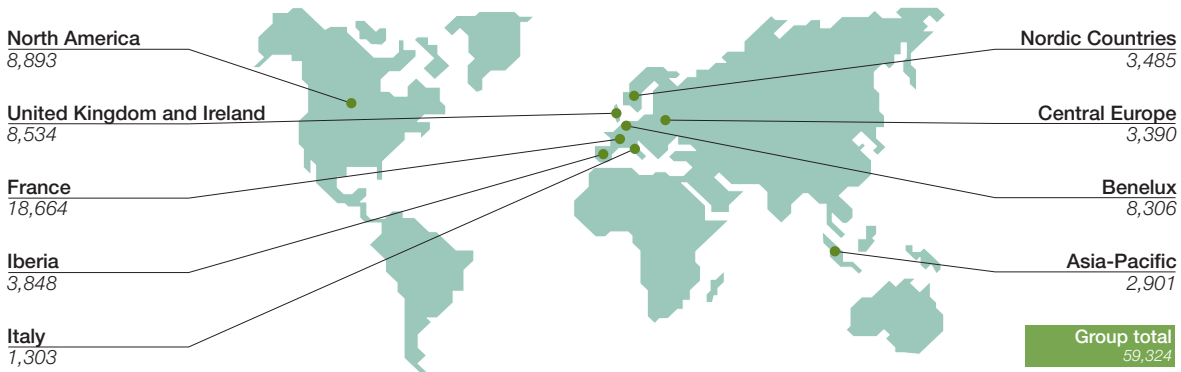 North America
8,893
United Kingdom and Ireland
8,534
France
18,664
Iberia
3,848
Italy
1,303
Nordic Countries
3,485
Central Europe
3,390
Benelux
8,306
Asia-Pacific
2,901
Group total
59,324